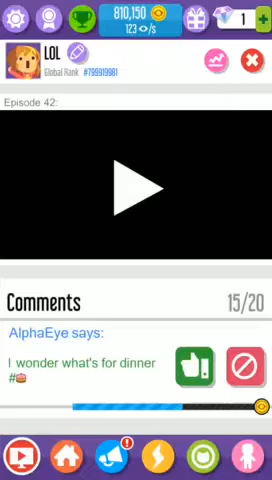 810,150
1
123 /s
LOL
Global Rank #799919981
Episode 42:
Comments 15/20
AlphaEye says:
I wonder what's for dinner
#